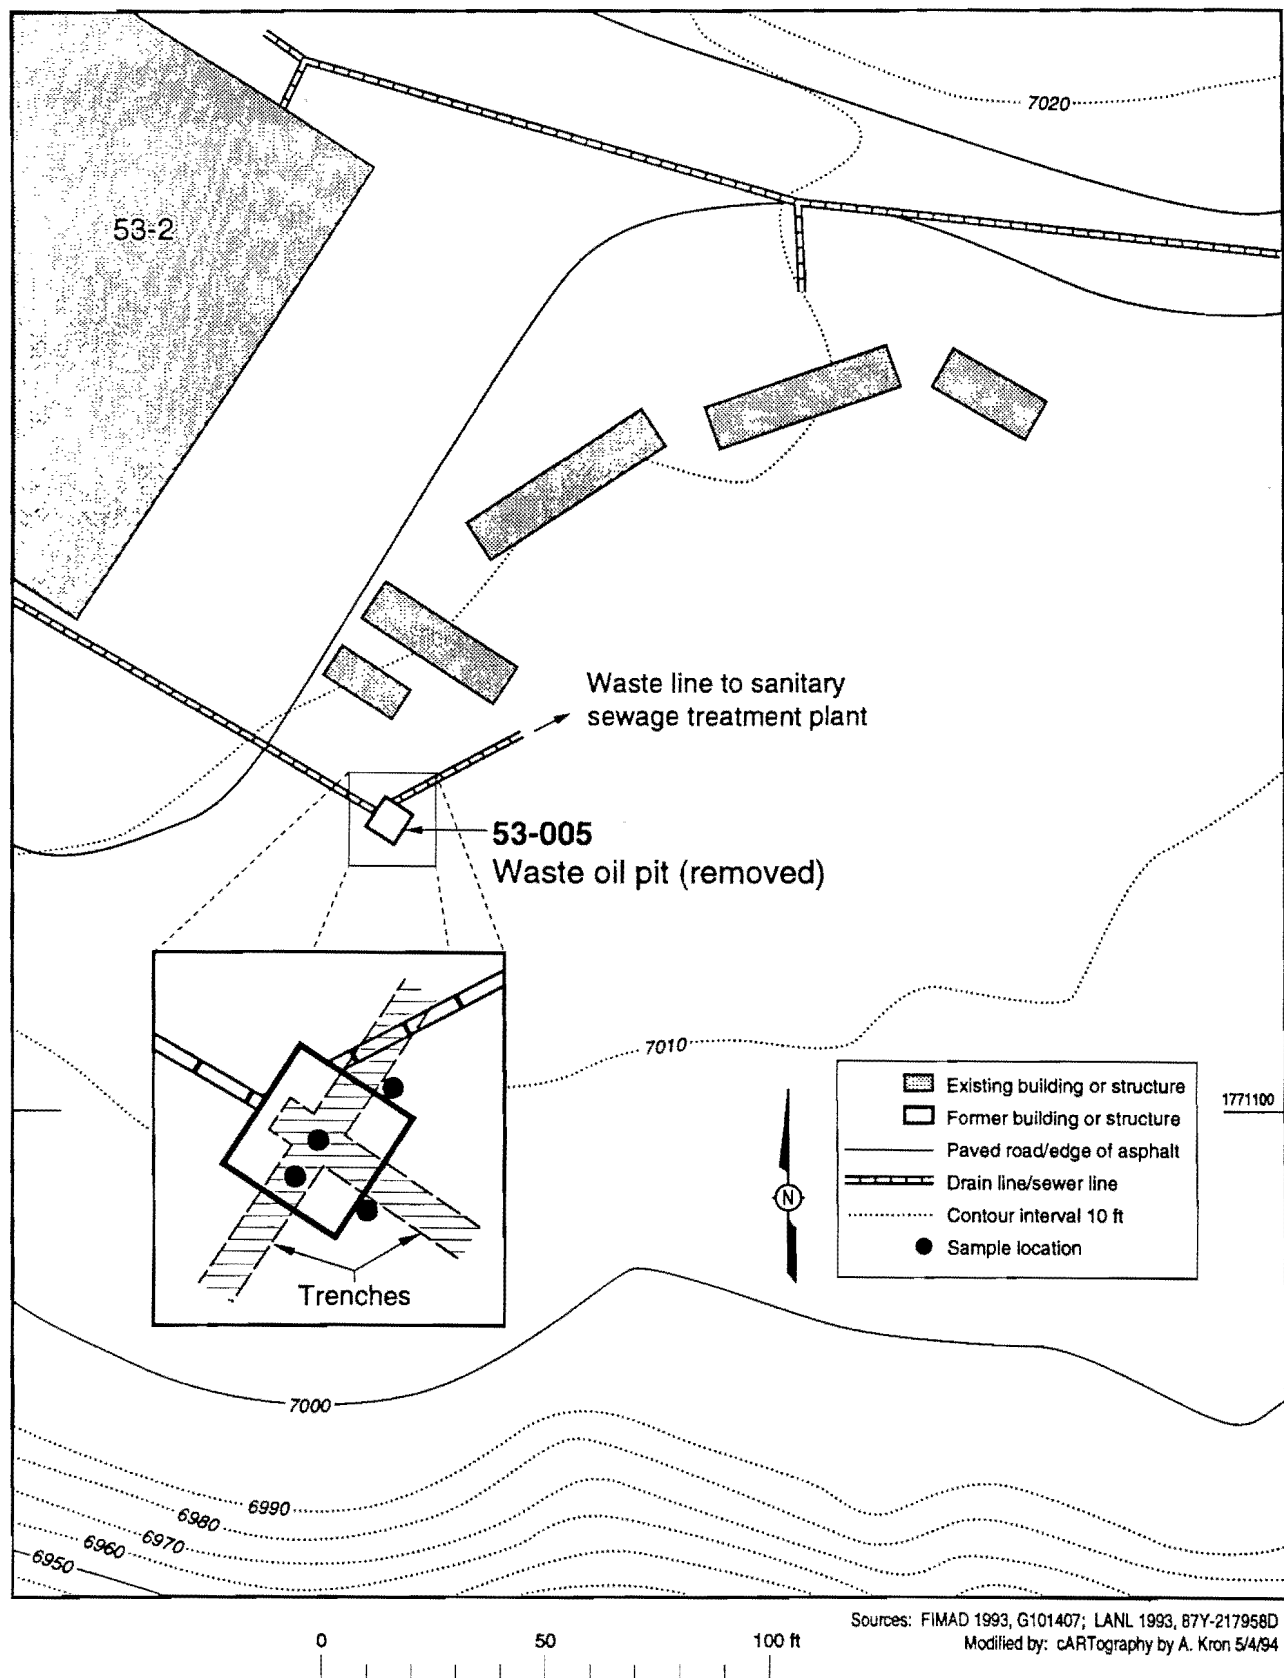 7020
53-2
Waste line to sanitary
sewage treatment plant
53-005
Waste oil pit (removed)
7010
Existing building or structure
Former building or structure
Paved road/edge of asphalt
Drain line/sewer line
Contour interval 10 ft
Sample location
1771100
N
Trenches
7000
6990
6980
6970
6960
6950
Sources: FIMAD 1993, G101407; LANL 1993, 87Y-217958D
Modified by: cARTography by A. Kron 5/4/94
0 50 100 ft